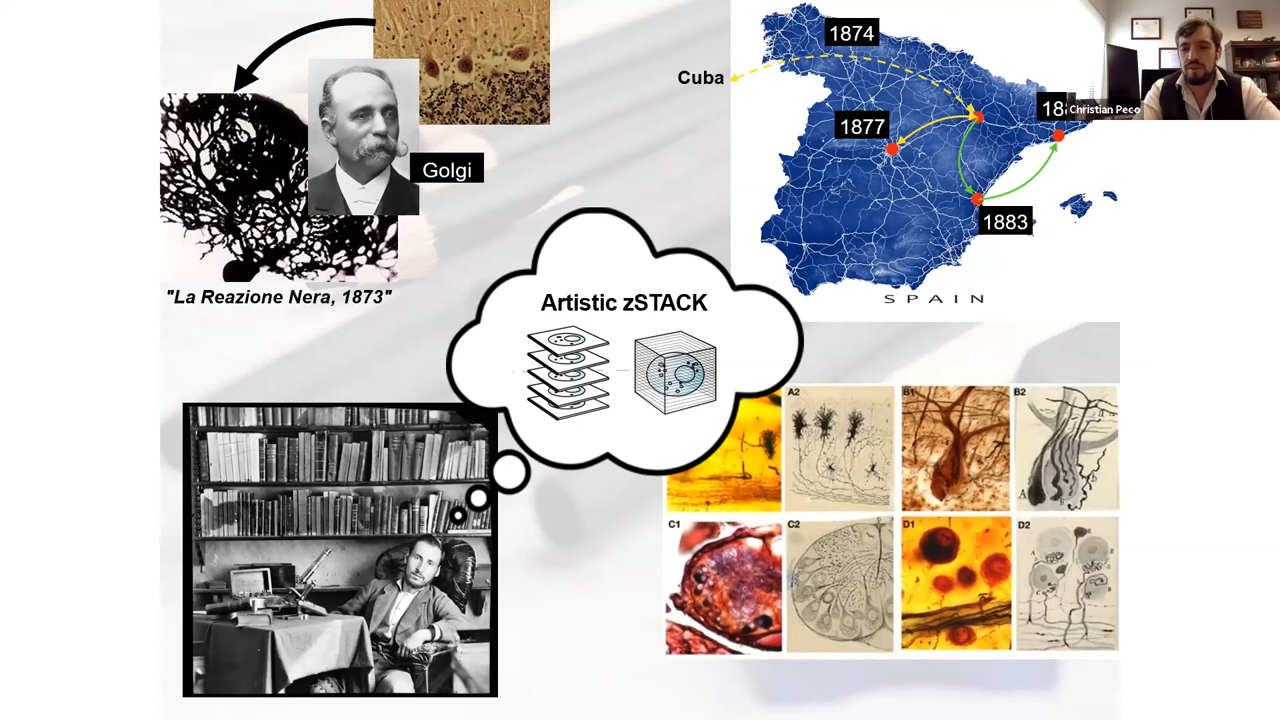 Golgi
"La Reazione Nera, 1873"
Cuba
1874
1877
1883
Christian Peco
SPAIN
Artistic zSTACK
A2
B1
B2
C1
C2
D1
D2